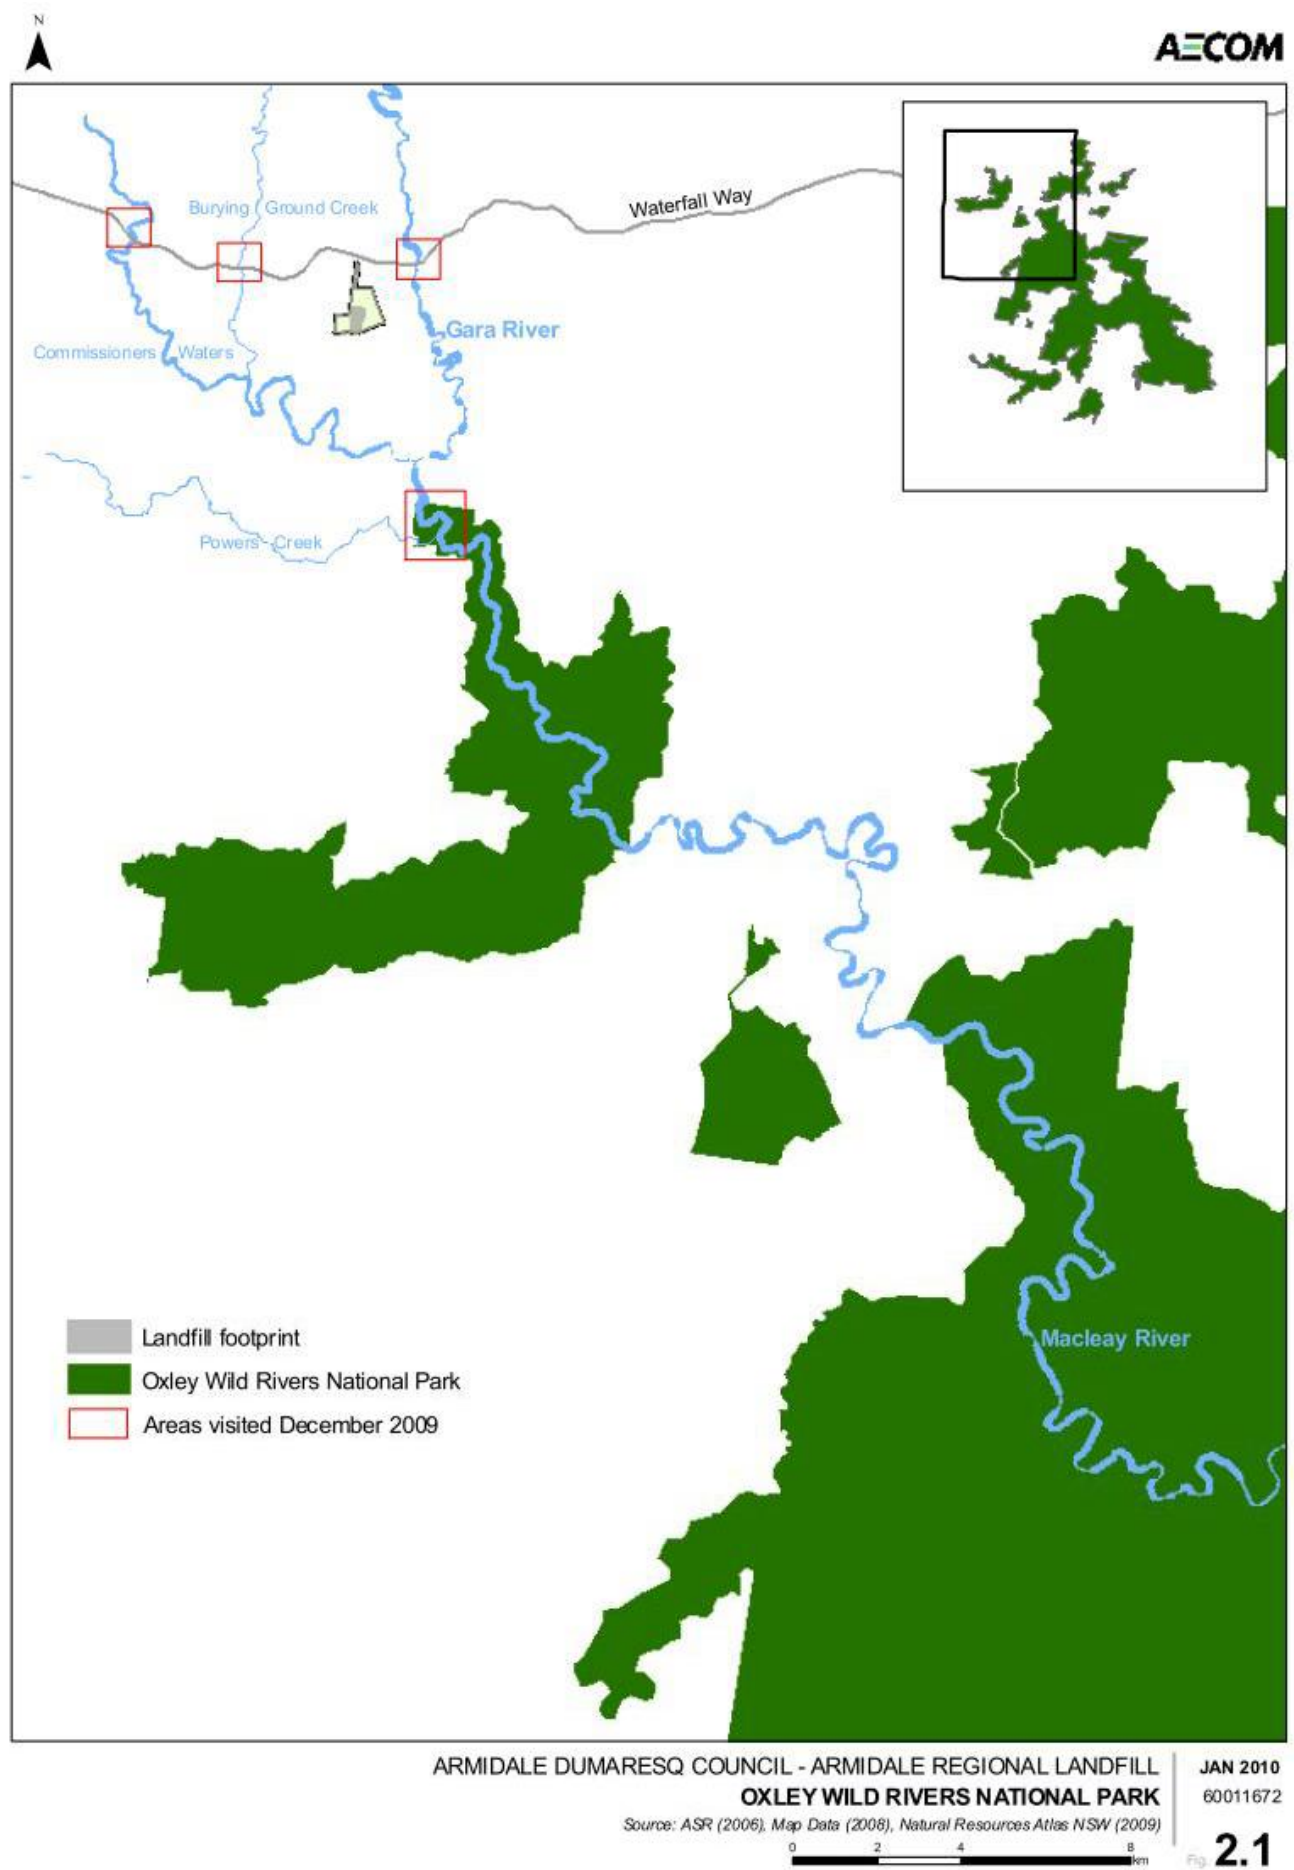 N
AECOM
Waterfall Way
Burying Ground Creek
Gara River
Commissioners Waters
Powers Creek
Macleay River
Landfill footprint
Oxley Wild Rivers National Park
Areas visited December 2009
ARMIDALE DUMARESQ COUNCIL - ARMIDALE REGIONAL LANDFILL
JAN 2010
OXLEY WILD RIVERS NATIONAL PARK
60011672
Source: ASR (2006), Map Data (2008), Natural Resources Atlas NSW (2009)
0 2 4 8
km
Fig. 2.1